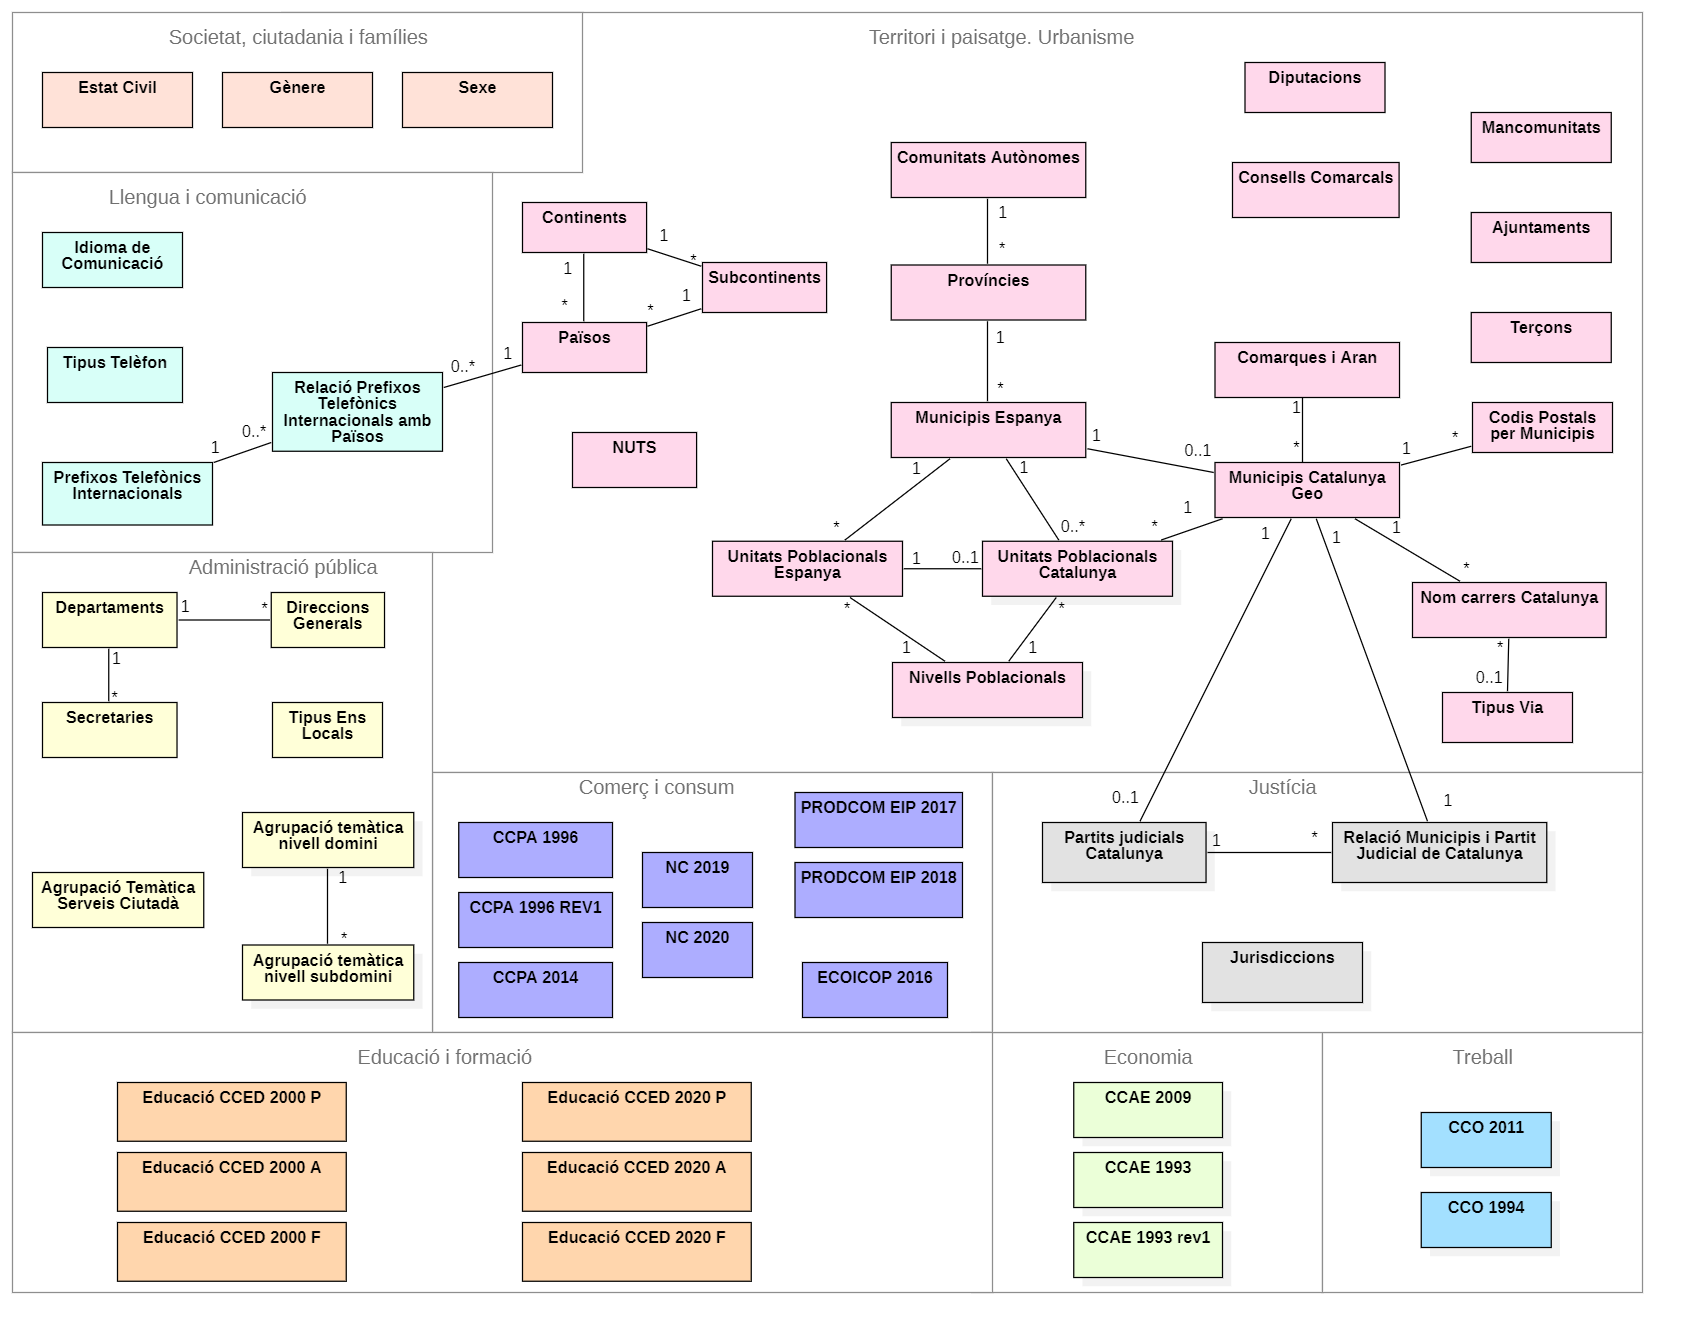 Societat, ciutadania i famílies
Estat Civil
Gènere
Sexe
Llengua i comunicació
Idioma de
Comunicació
Tipus Telèfon
Relació Prefixos
Telefònics
Internacionals amb
Països
0..*
1
0..*
1
Prefixos Telefònics
Internacionals
Territori i paisatge. Urbanisme
Diputacions
Mancomunitats
Comunitats Autònomes
Consells Comarcals
Continents
Ajuntaments
1
*
1
*
Subcontinents
1
*
1
*
Províncies
Països
Terçons
1
*
Comarques i Aran
Municipis Espanya
1
*
Codis Postals
per Municipis
NUTS
1
0..1
1
*
Municipis Catalunya
Geo
1
*
1
0..*
1
*
Unitats Poblacionals
Espanya
1
0..1
Unitats Poblacionals
Catalunya
1
1
1
*
Nom carrers Catalunya
*
1
*
1
Nivells Poblacionals
*
0..1
Tipus Via
Administració pública
Departaments
1
*
Direccions
Generals
1
*
Secretaries
Tipus Ens
Locals
Agrupació temàtica
nivell domini
Agrupació Temàtica
Serveis Ciutadà
1
*
Agrupació temàtica
nivell subdomini
Comerç i consum
PRODCOM EIP 2017
CCPA 1996
NC 2019
PRODCOM EIP 2018
CCPA 1996 REV1
NC 2020
CCPA 2014
ECOICOP 2016
Justícia
0..1
1
Partits judicials
Catalunya
1
*
Relació Municipis i Partit
Judicial de Catalunya
Jurisdiccions
Educació i formació
Educació CCED 2000 P
Educació CCED 2020 P
Educació CCED 2000 A
Educació CCED 2020 A
Educació CCED 2000 F
Educació CCED 2020 F
Economia
CCAE 2009
CCAE 1993
CCAE 1993 rev1
Treball
CCO 2011
CCO 1994